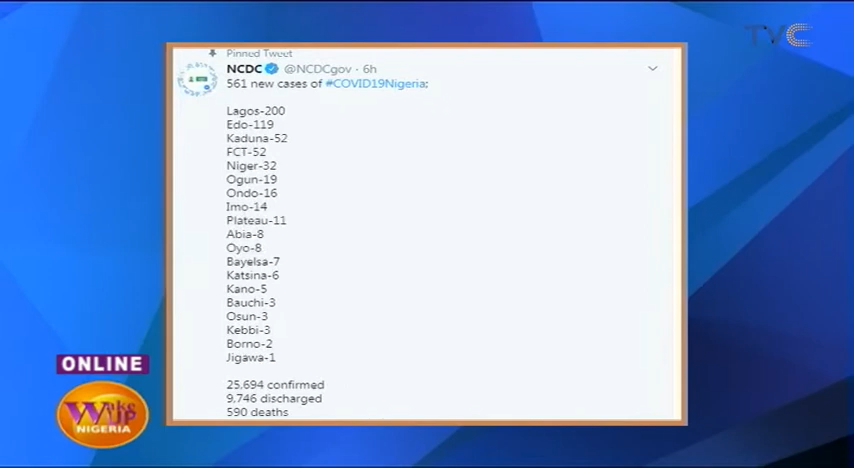 TVC
Pinned Tweet
NCDC @NCDCgov · 6h
561 new cases of #COVID19Nigeria;
Lagos-200
Edo-119
Kaduna-52
FCT-52
Niger-32
Ogun-19
Ondo-16
Imo-14
Plateau-11
Abia-8
Oyo-8
Bayelsa-7
Katsina-6
Kano-5
Bauchi-3
Osun-3
Kebbi-3
Borno-2
Jigawa-1
25,694 confirmed
9,746 discharged
590 deaths
ONLINE
Wake
UP
NIGERIA